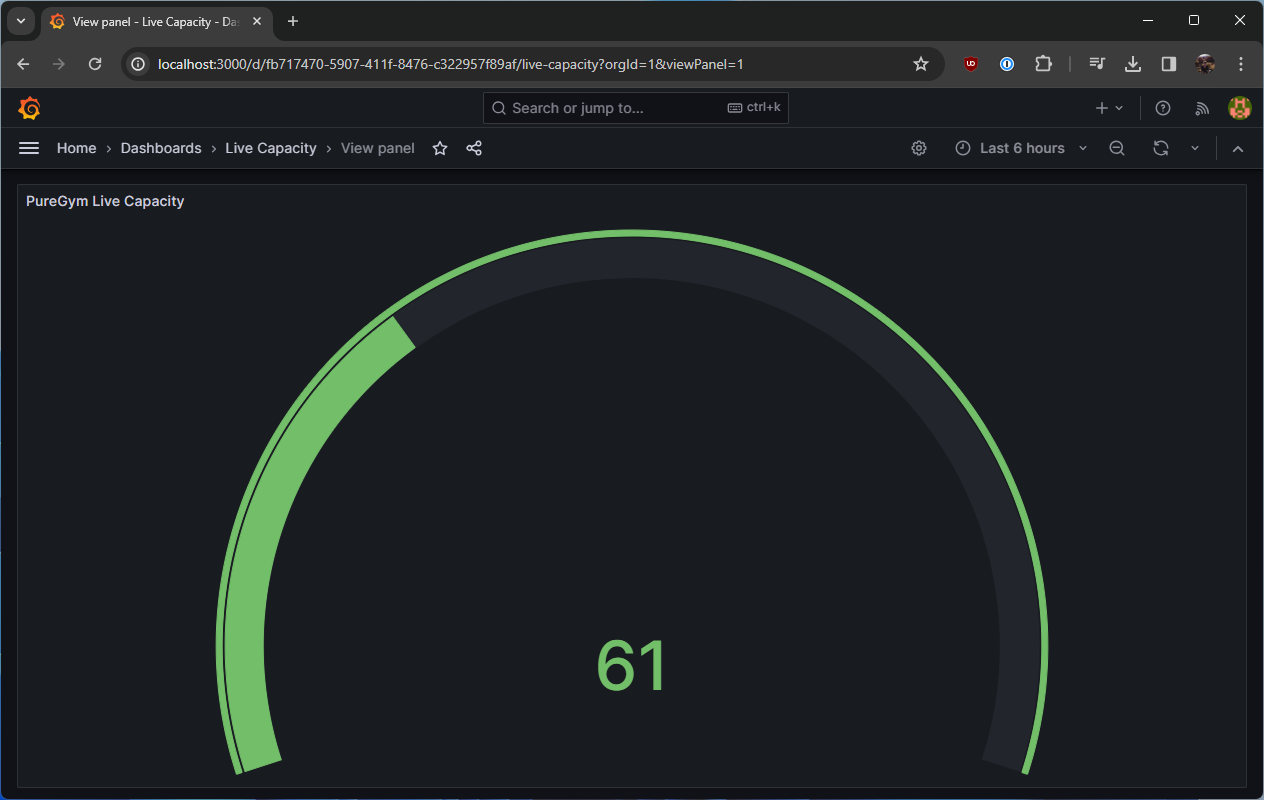 View panel - Live Capacity - Da
localhost:3000/d/fb717470-5907-411f-8476-c322957f89af/live-capacity?orgId=1&viewPanel=1
Search or jump to... ctrl+k
Home › Dashboards › Live Capacity › View panel Last 6 hours
PureGym Live Capacity
61